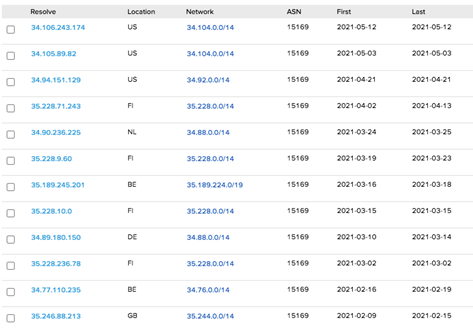 Resolve Location Network ASN First Last
34.106.243.174 US 34.104.0.0/14 15169 2021-05-12 2021-05-12
34.105.89.82 US 34.104.0.0/14 15169 2021-05-03 2021-05-03
34.94.151.129 US 34.92.0.0/14 15169 2021-04-21 2021-04-21
35.228.71.243 FI 35.228.0.0/14 15169 2021-04-02 2021-04-13
34.90.236.225 NL 34.88.0.0/14 15169 2021-03-24 2021-03-25
35.228.9.60 FI 35.228.0.0/14 15169 2021-03-19 2021-03-23
35.189.245.201 BE 35.189.224.0/19 15169 2021-03-16 2021-03-18
35.228.10.0 FI 35.228.0.0/14 15169 2021-03-15 2021-03-15
34.89.180.150 DE 34.88.0.0/14 15169 2021-03-10 2021-03-14
35.228.236.78 FI 35.228.0.0/14 15169 2021-03-02 2021-03-02
34.77.110.235 BE 34.76.0.0/14 15169 2021-02-16 2021-02-19
35.246.88.213 GB 35.244.0.0/14 15169 2021-02-09 2021-02-15